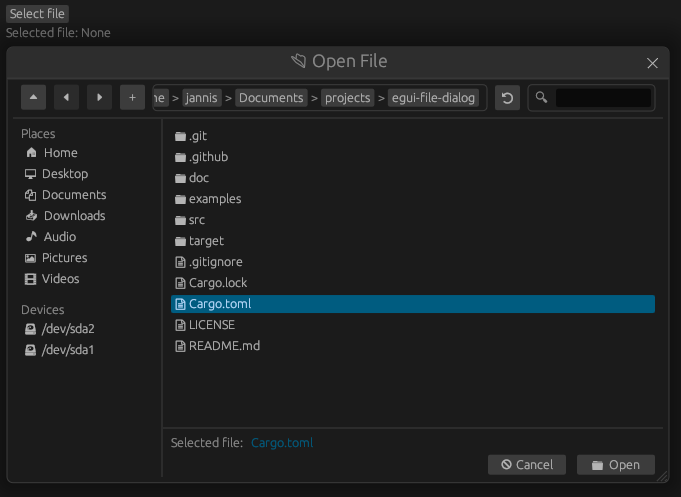 Select file
Selected file: None
Open File
+ me > jannis > Documents > projects > egui-file-dialog
Places
Home
Desktop
Documents
Downloads
Audio
Pictures
Videos
Devices
/dev/sda2
/dev/sda1
.git
.github
doc
examples
src
target
.gitignore
Cargo.lock
Cargo.toml
LICENSE
README.md
Selected file: Cargo.toml
Cancel Open